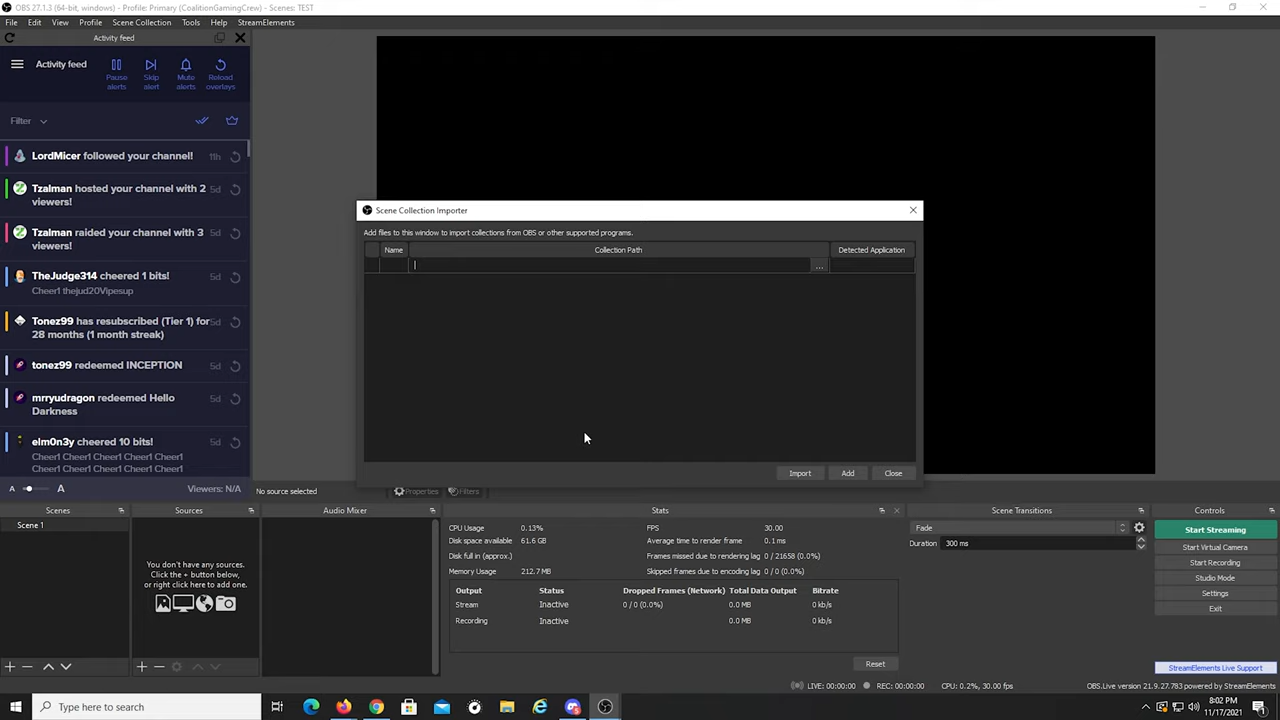 OBS 27.1.3 (64-bit, windows) - Profile: Primary (CoalitionGamingCrew) - Scenes: TEST
File Edit View Profile Scene Collection Tools Help StreamElements
Activity feed
Activity feed
Pause alerts
Skip alert
Mute alerts
Reload overlays
Filter
LordMicer followed your channel! 11h
Tzalman hosted your channel with 2 5d
viewers!
Tzalman raided your channel with 3 5d
viewers!
TheJudge314 cheered 1 bits! 5d
Cheer1 thejud20Vipesup
Tonez99 has resubscribed (Tier 1) for 5d
28 months (1 month streak)
tonez99 redeemed INCEPTION 5d
mrryudragon redeemed Hello 5d
Darkness
elm0n3y cheered 10 bits! 5d
Cheer1 Cheer1 Cheer1 Cheer1 Cheer1
Cheer1 Cheer1 Cheer1 Cheer1 Cheer1
A A Viewers: N/A
Scene Collection Importer
Add files to this window to import collections from OBS or other supported programs.
Name Collection Path Detected Application
...
Import Add Close
No source selected Properties Filters
Scenes
Scene 1
Sources
You don't have any sources.
Click the + button below,
or right click here to add one.
Audio Mixer
Stats
CPU Usage 0.13% FPS 30.00
Disk space available 61.6 GB Average time to render frame 0.1 ms
Disk full in (approx.) Frames missed due to rendering lag 0 / 21658 (0.0%)
Memory Usage 212.7 MB Skipped frames due to encoding lag 0 / 0 (0.0%)
Output Status Dropped Frames (Network) Total Data Output Bitrate
Stream Inactive 0 / 0 (0.0%) 0.0 MB 0 kb/s
Recording Inactive 0.0 MB 0 kb/s
Reset
Scene Transitions
Fade
Duration 300 ms
Controls
Start Streaming
Start Virtual Camera
Start Recording
Studio Mode
Settings
Exit
StreamElements Live Support
LIVE: 00:00:00 REC: 00:00:00 CPU: 0.2%, 30.00 fps OBS.Live version 21.9.27.783 powered by StreamElements
Type here to search
8:02 PM
11/17/2021
1